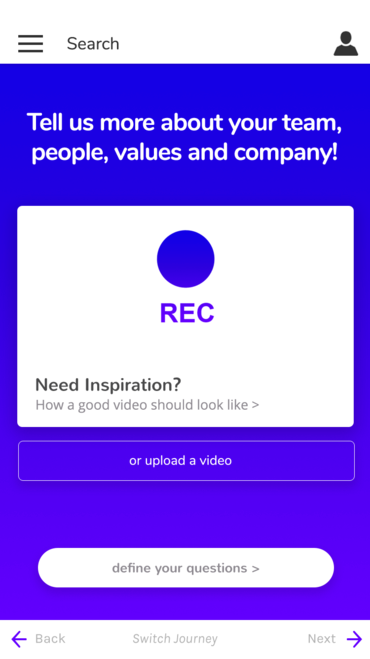 Search
Tell us more about your team,
people, values and company!
REC
Need Inspiration?
How a good video should look like >
or upload a video
define your questions >
Back Switch Journey Next